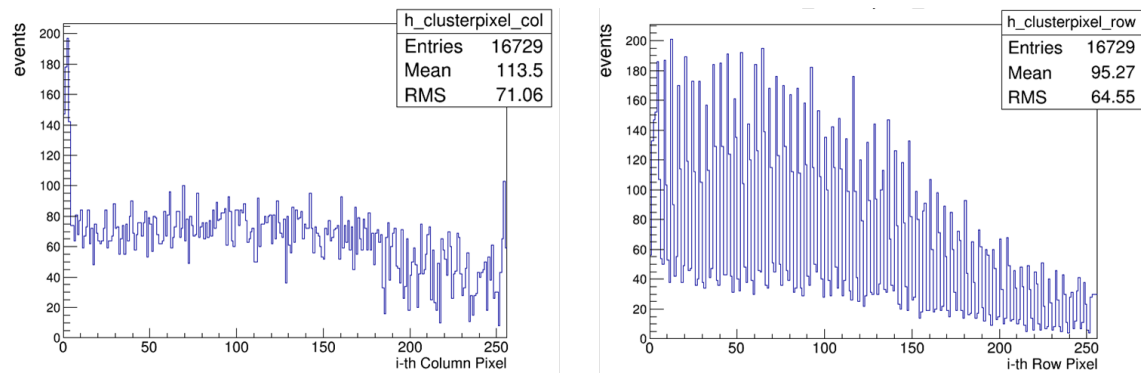 h_clusterpixel_col
Entries 16729
Mean 113.5
RMS 71.06
events
200
180
160
140
120
100
80
60
40
20
0
0 50 100 150 200 250
i-th Column Pixel
h_clusterpixel_row
Entries 16729
Mean 95.27
RMS 64.55
events
200
180
160
140
120
100
80
60
40
20
0
0 50 100 150 200 250
i-th Row Pixel